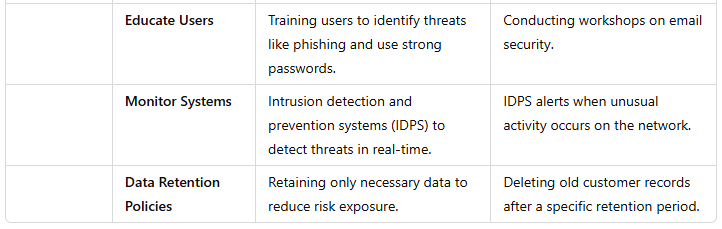 Educate Users
Training users to identify threats
like phishing and use strong
passwords.
Conducting workshops on email
security.
Monitor Systems
Intrusion detection and
prevention systems (IDPS) to
detect threats in real-time.
IDPS alerts when unusual
activity occurs on the network.
Data Retention
Policies
Retaining only necessary data to
reduce risk exposure.
Deleting old customer records
after a specific retention period.